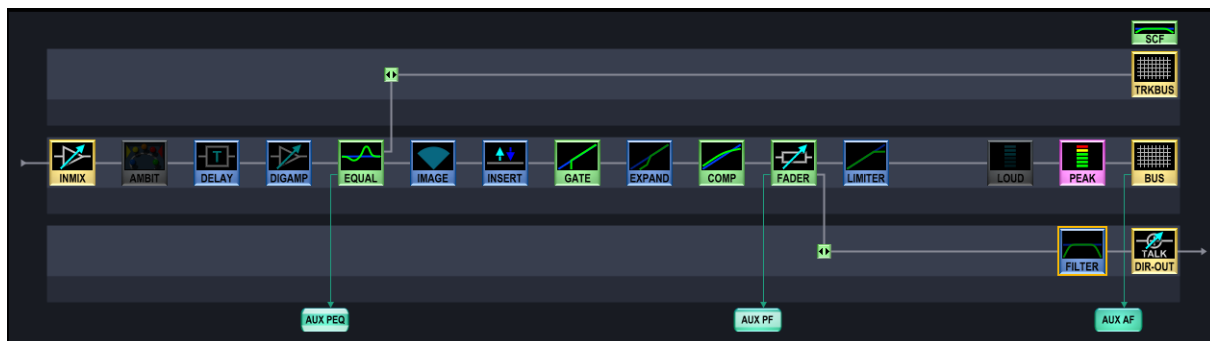 SCF
TRKBUS
INMIX AMBIT T DELAY DIGAMP EQUAL IMAGE INSERT GATE EXPAND COMP FADER LIMITER LOUD PEAK BUS
FILTER TALK DIR-OUT
AUX PEQ AUX PF AUX AF